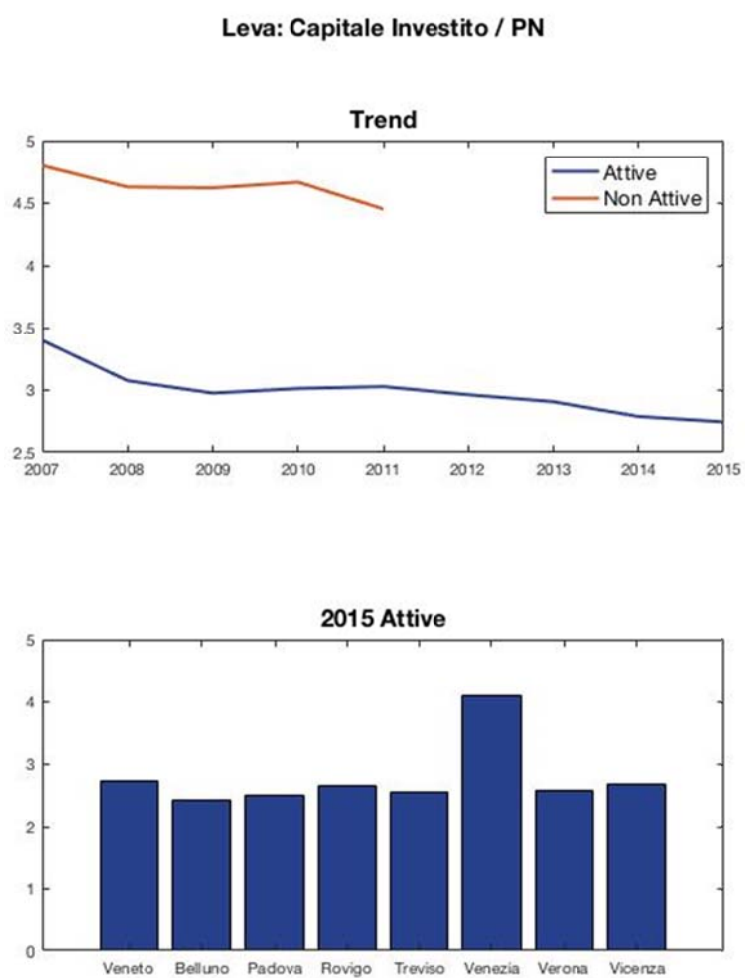 Leva: Capitale Investito / PN
Trend
5
4.5
4
3.5
3
2.5
Attive
Non Attive
2007 2008 2009 2010 2011 2012 2013 2014 2015
2015 Attive
5
4
3
2
1
0
Veneto Belluno Padova Rovigo Treviso Venezia Verona Vicenza